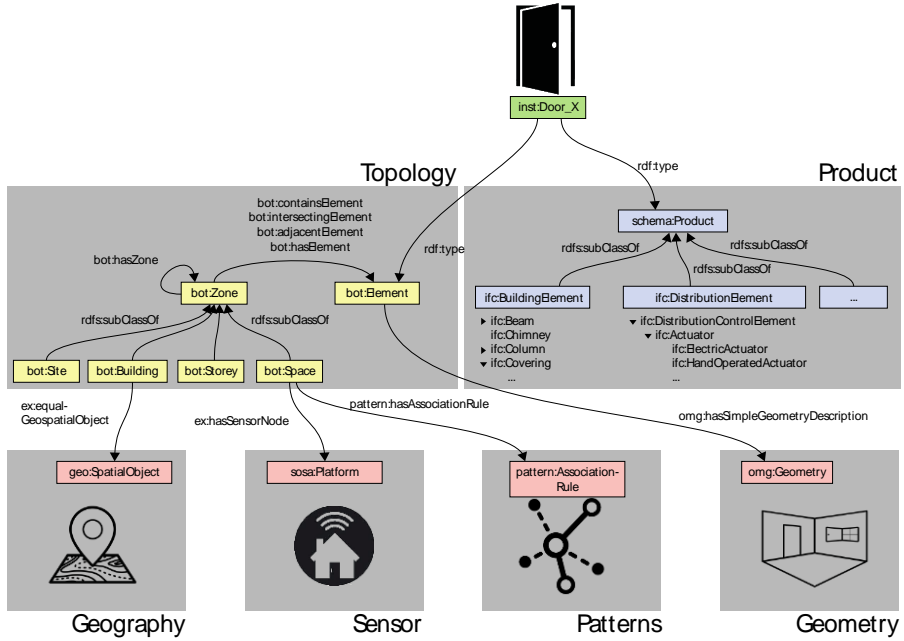 inst:Door_X
rdf:type
Topology
Product
bot:containsElement
bot:intersectingElement
bot:adjacentElement
bot:hasElement
schema:Product
bot:hasZone
rdf:type
rdfs:subClassOf
rdfs:subClassOf
rdfs:subClassOf
bot:Zone
bot:Element
ifc:BuildingElement
ifc:DistributionElement
...
rdfs:subClassOf
rdfs:subClassOf
ifc:Beam
ifc:Chimney
ifc:Column
ifc:Covering
...
ifc:DistributionControlElement
ifc:Actuator
ifc:ElectricActuator
ifc:HandOperatedActuator
...
bot:Site
bot:Building
bot:Storey
bot:Space
ex:equal-
GeospatialObject
ex:hasSensorNode
pattern:hasAssociationRule
omg:hasSimpleGeometryDescription
geo:SpatialObject
sosa:Platform
pattern:Association-
Rule
omg:Geometry
Geography
Sensor
Patterns
Geometry